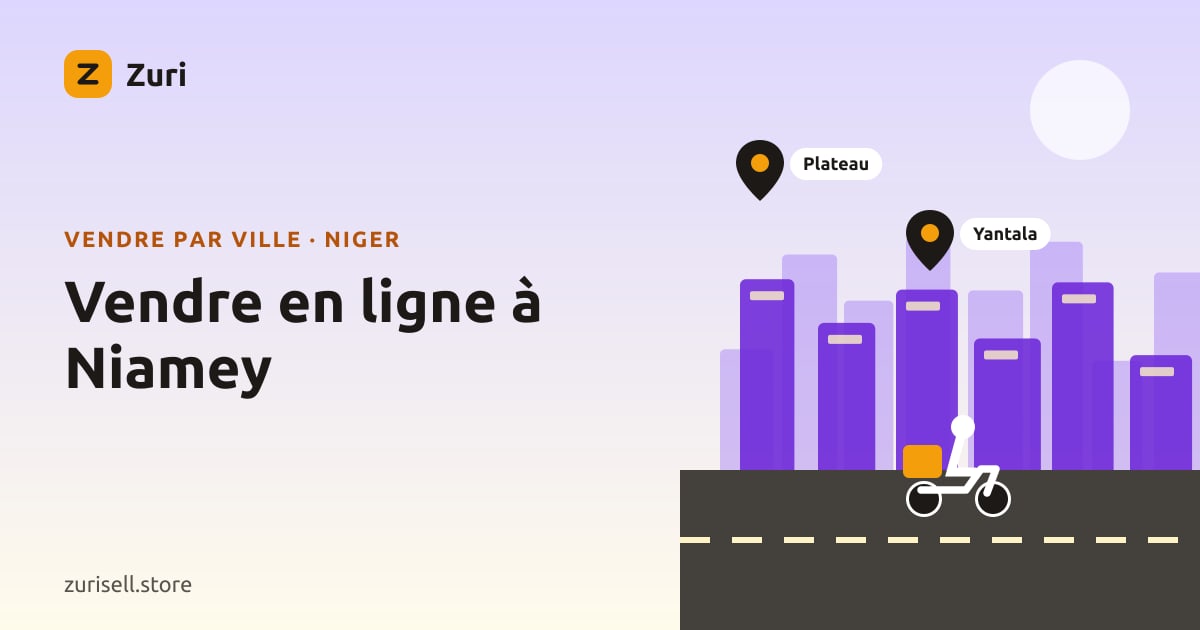 Z Zuri
VENDRE PAR VILLE · NIGER
Vendre en ligne à
Niamey
Plateau
Yantala
zurisell.store